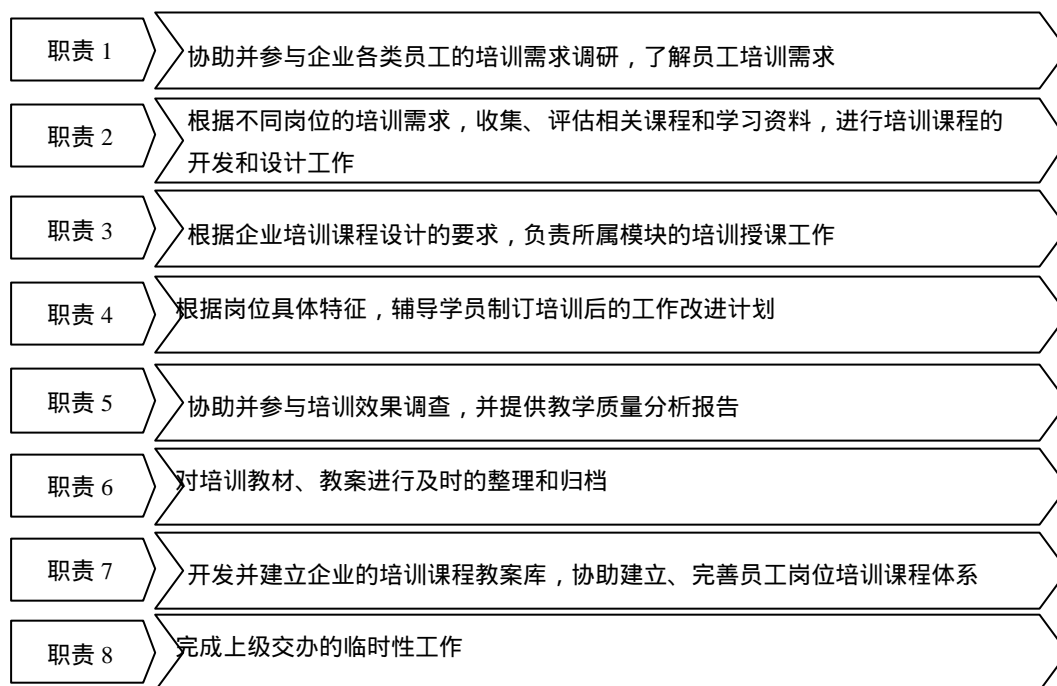 职责 1
协助并参与企业各类员工的培训需求调研，了解员工培训需求
职责 2
根据不同岗位的培训需求，收集、评估相关课程和学习资料，进行培训课程的
开发和设计工作
职责 3
根据企业培训课程设计的要求，负责所属模块的培训授课工作
职责 4
根据岗位具体特征，辅导学员制订培训后的工作改进计划
职责 5
协助并参与培训效果调查，并提供教学质量分析报告
职责 6
对培训教材、教案进行及时的整理和归档
职责 7
开发并建立企业的培训课程教案库，协助建立、完善员工岗位培训课程体系
职责 8
完成上级交办的临时性工作